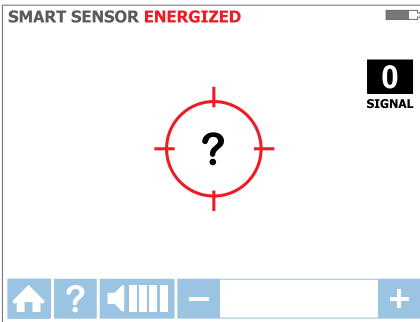 SMART SENSOR ENERGIZED
0
SIGNAL
?
?
− +